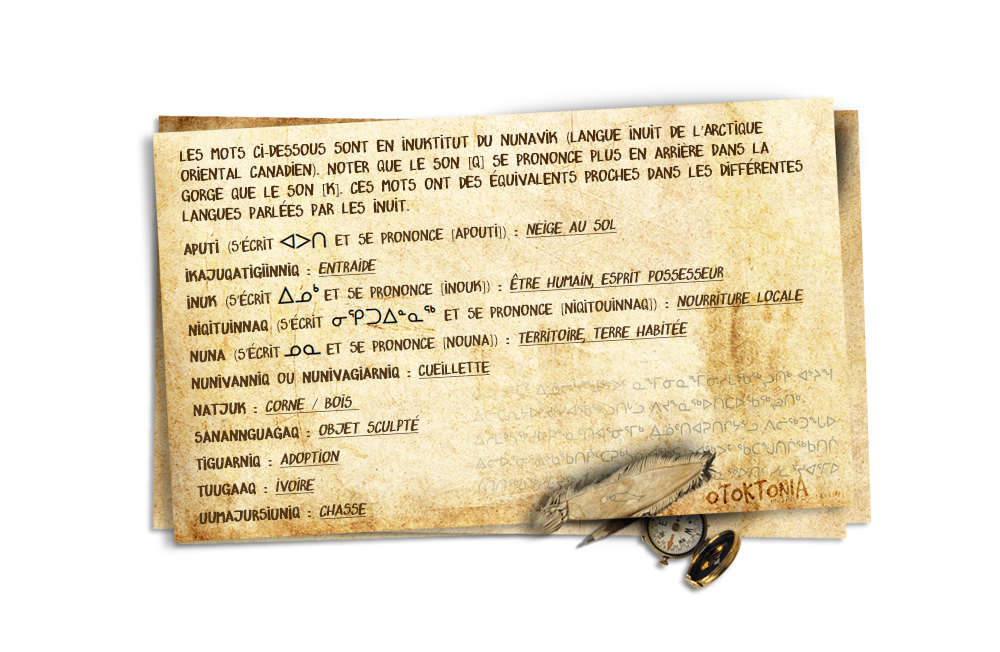 LES MOTS CI-DESSOUS SONT EN INUKTITUT DU NUNAVIK (LANGUE INUIT DE L'ARCTIQUE
ORIENTAL CANADIEN). NOTER QUE LE SON [Q] SE PRONONCE PLUS EN ARRIÈRE DANS LA
GORGE QUE LE SON [K]. CES MOTS ONT DES ÉQUIVALENTS PROCHES DANS LES DIFFÉRENTES
LANGUES PARLÉES PAR LES INUIT.
APUTI (S'ÉCRIT ᐊᐳᑎ ET SE PRONONCE [APOUTI]) : NEIGE AU SOL
IKAJUQATIGIINNIQ : ENTRAIDE
INUK (S'ÉCRIT ᐃᓄᒃ ET SE PRONONCE [INOUK]) : ÊTRE HUMAIN, ESPRIT POSSESSEUR
NIQITUINNAQ (S'ÉCRIT ᓂᕿᑐᐃᓐᓇᖅ ET SE PRONONCE [NIQITOUINNAQ]) : NOURRITURE LOCALE
NUNA (S'ÉCRIT ᓄᓇ ET SE PRONONCE [NOUNA]) : TERRITOIRE, TERRE HABITÉE
NUNIVANNIQ OU NUNIVAGIARNIQ : CUEILLETTE
NATJUK : CORNE / BOIS
SANANNGUAGAQ : OBJET SCULPTÉ
TIGUARNIQ : ADOPTION
TUUGAAQ : IVOIRE
UUMAJURSIUNIQ : CHASSE
OTOKTONIA